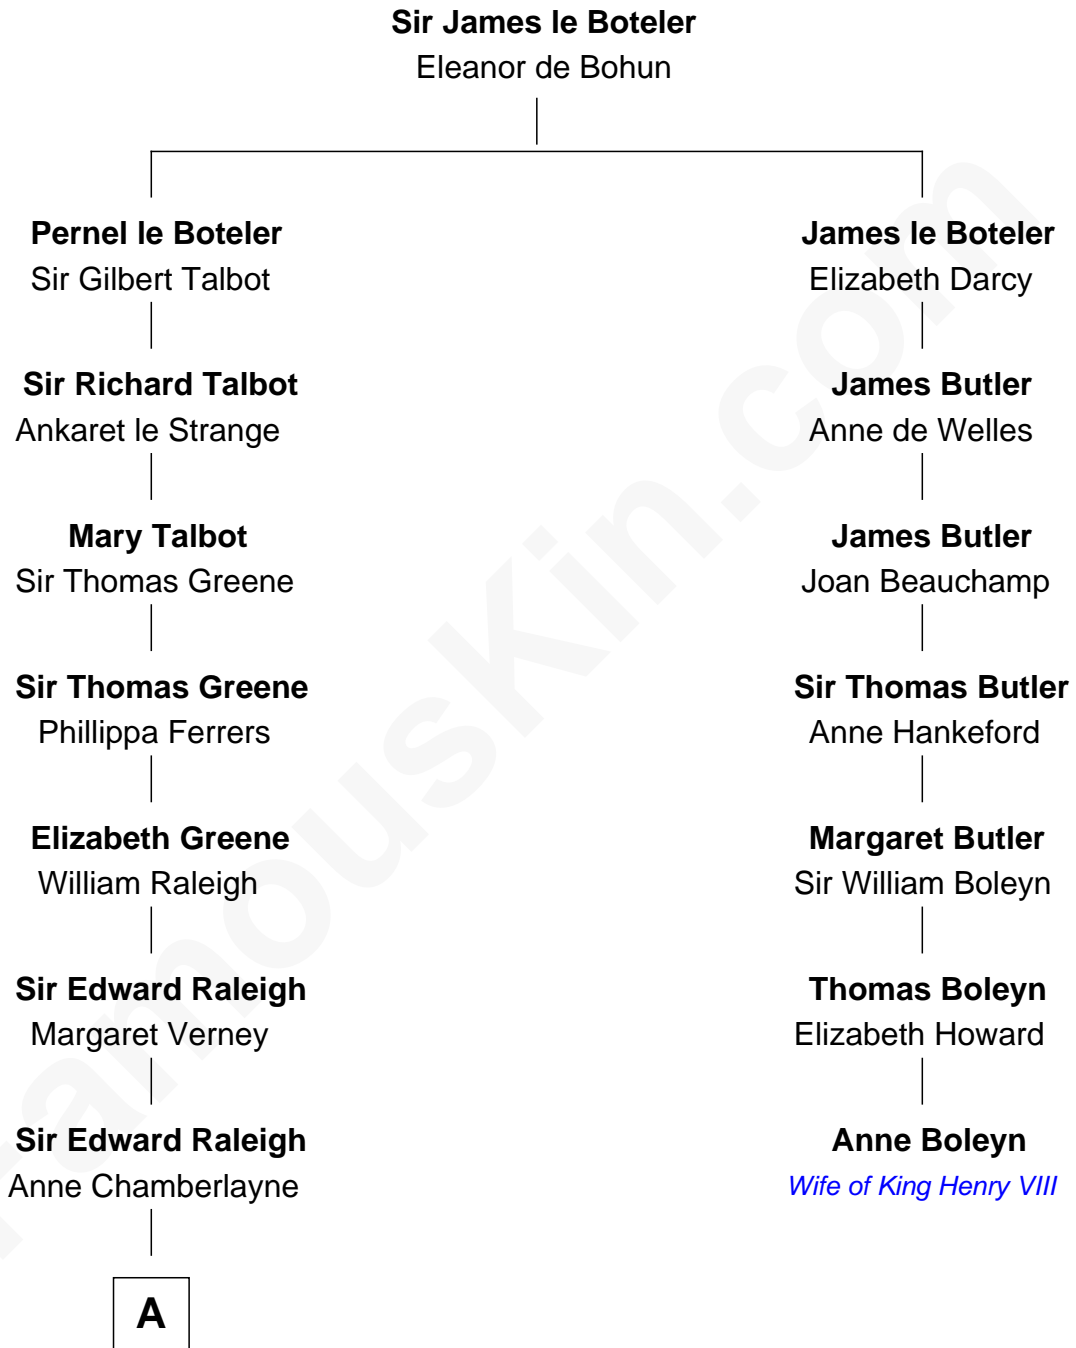 Sir James le Boteler
Eleanor de Bohun
Pernel le Boteler
Sir Gilbert Talbot
James le Boteler
Elizabeth Darcy
Sir Richard Talbot
Ankaret le Strange
James Butler
Anne de Welles
Mary Talbot
Sir Thomas Greene
James Butler
Joan Beauchamp
Sir Thomas Greene
Phillippa Ferrers
Sir Thomas Butler
Anne Hankeford
Elizabeth Greene
William Raleigh
Margaret Butler
Sir William Boleyn
Sir Edward Raleigh
Margaret Verney
Thomas Boleyn
Elizabeth Howard
Sir Edward Raleigh
Anne Chamberlayne
Anne Boleyn
Wife of King Henry VIII
A
FamousKin.com